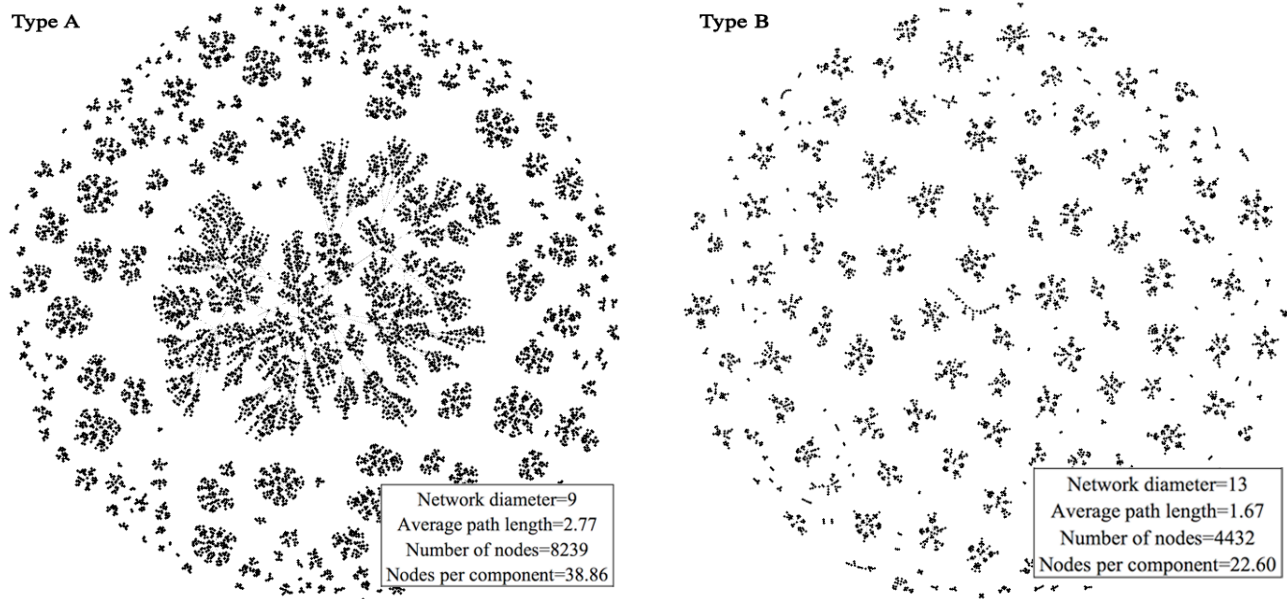 Type A
Type B
Network diameter=9
Average path length=2.77
Number of nodes=8239
Nodes per component=38.86
Network diameter=13
Average path length=1.67
Number of nodes=4432
Nodes per component=22.60